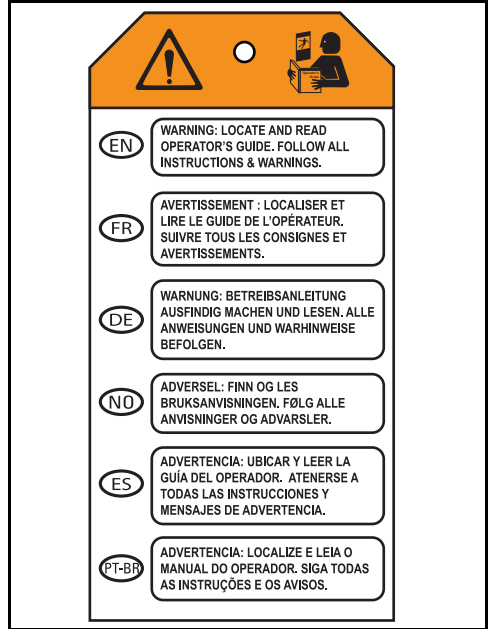 Operator's
Guide
EN
WARNING: LOCATE AND READ
OPERATOR'S GUIDE. FOLLOW ALL
INSTRUCTIONS & WARNINGS.
FR
AVERTISSEMENT : LOCALISER ET
LIRE LE GUIDE DE L'OPÉRATEUR.
SUIVRE TOUS LES CONSIGNES ET
AVERTISSEMENTS.
DE
WARNUNG: BETREIBSANLEITUNG
AUSFINDIG MACHEN UND LESEN. ALLE
ANWEISUNGEN UND WARHINWEISE
BEFOLGEN.
NO
ADVERSEL: FINN OG LES
BRUKSANVISNINGEN. FØLG ALLE
ANVISNINGER OG ADVARSLER.
ES
ADVERTENCIA: UBICAR Y LEER LA
GUÍA DEL OPERADOR. ATENERSE A
TODAS LAS INSTRUCCIONES Y
MENSAJES DE ADVERTENCIA.
PT-BR
ADVERTENCIA: LOCALIZE E LEIA O
MANUAL DO OPERADOR. SIGA TODAS
AS INSTRUÇÕES E OS AVISOS.